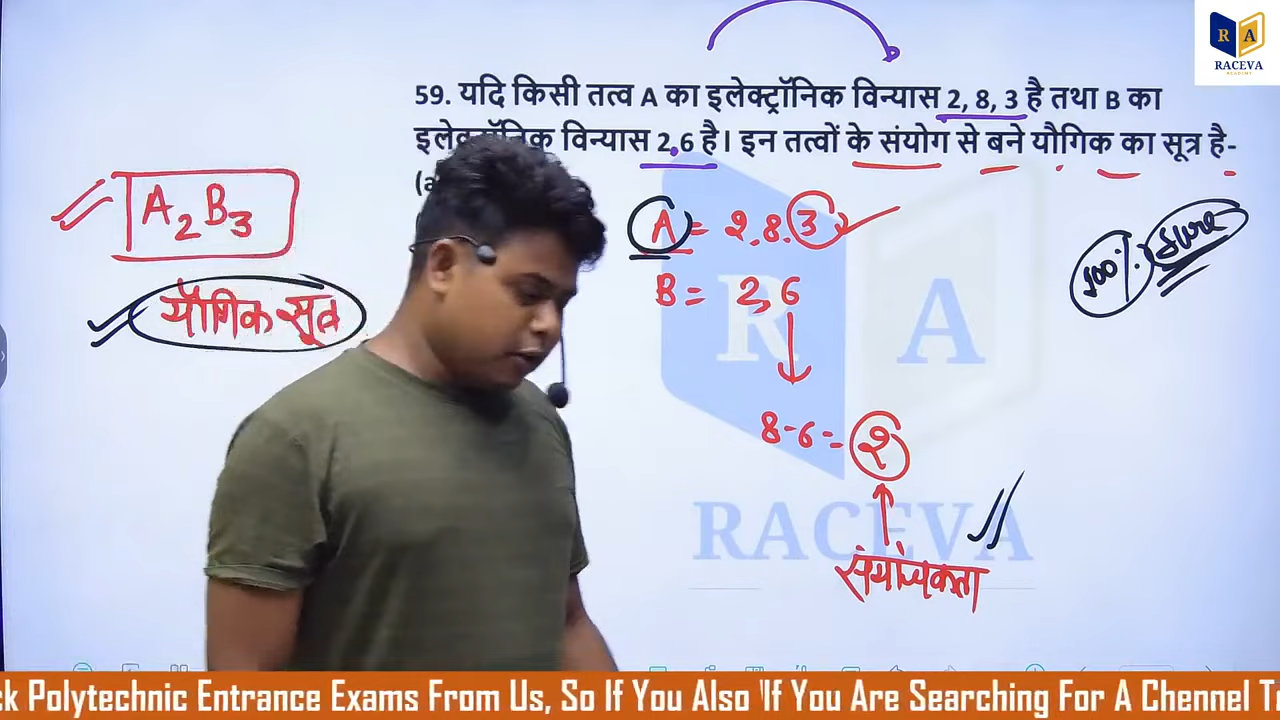 R A
RACEVA
ACADEMY
59. यदि किसी तत्व A का इलेक्ट्रॉनिक विन्यास 2, 8, 3 है तथा B का
इलेक्ट्रॉनिक विन्यास 2,6 है। इन तत्वों के संयोग से बने यौगिक का सूत्र है-
(a
A2B3
यौगिक सूत्र
A = 2.8.3
B = 2,6
8-6=2
संयोजकता
100% sure
R A
RACEVA
ck Polytechnic Entrance Exams From Us, So If You Also 'If You Are Searching For A Chennel T